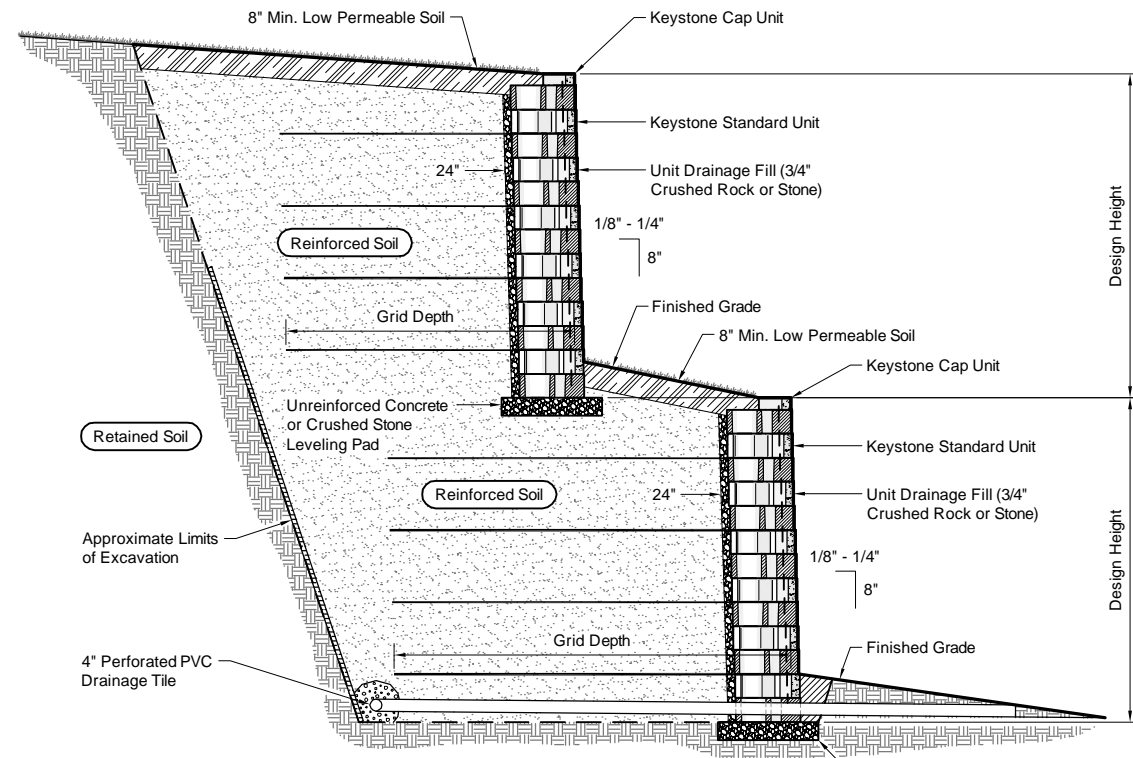 8" Min. Low Permeable Soil
Keystone Cap Unit
Keystone Standard Unit
24"
Unit Drainage Fill (3/4"
Crushed Rock or Stone)
Design Height
1/8" - 1/4"
8"
Reinforced Soil
Grid Depth
Finished Grade
8" Min. Low Permeable Soil
Keystone Cap Unit
Unreinforced Concrete
or Crushed Stone
Leveling Pad
Retained Soil
Keystone Standard Unit
Reinforced Soil
24"
Unit Drainage Fill (3/4"
Crushed Rock or Stone)
Approximate Limits
of Excavation
1/8" - 1/4"
8"
Design Height
Grid Depth
Finished Grade
4" Perforated PVC
Drainage Tile